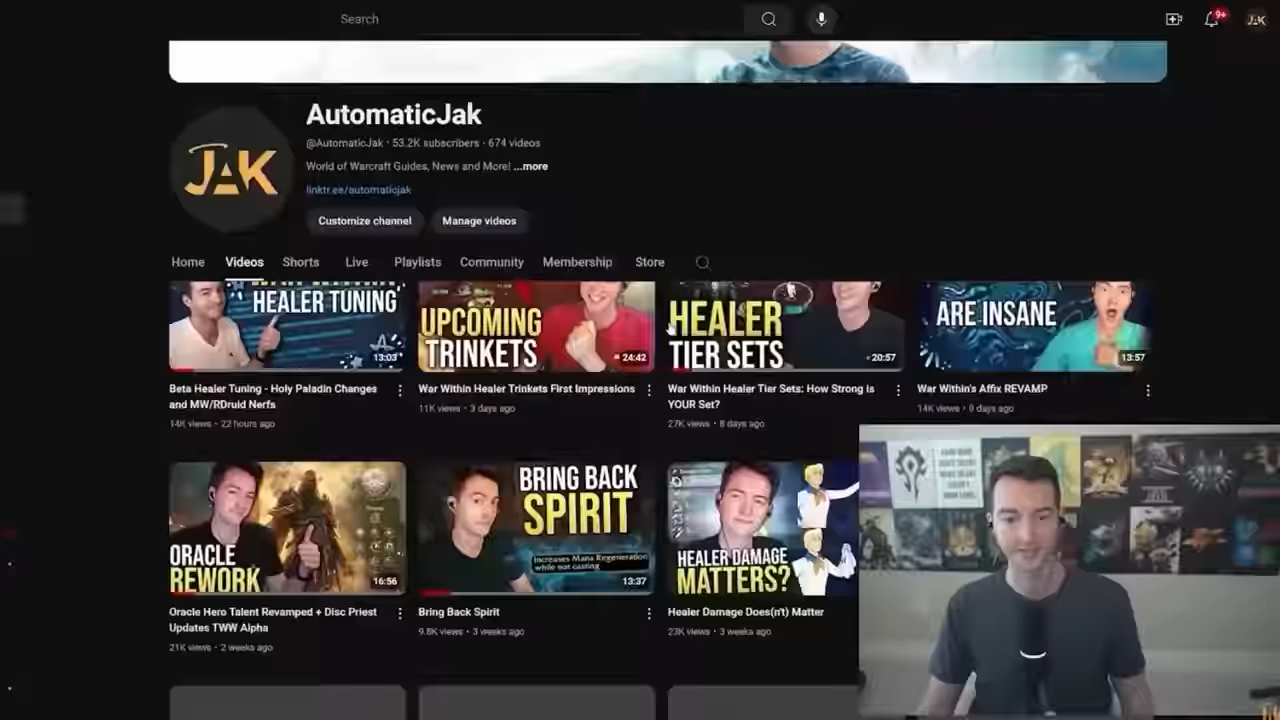 Search
9+
JAK
AutomaticJak
@AutomaticJak · 53.2K subscribers · 674 videos
JAK
World of Warcraft Guides, News and More! ...more
linktr.ee/automaticjak
Customize channel
Manage videos
Home
Videos
Shorts
Live
Playlists
Community
Membership
Store
HEALER TUNING
13:03
UPCOMING
TRINKETS
24:42
HEALER
TIER SETS
20:57
ARE INSANE
13:57
Beta Healer Tuning - Holy Paladin Changes
and MW/RDruid Nerfs
14K views · 22 hours ago
War Within Healer Trinkets First Impressions
11K views · 3 days ago
War Within Healer Tier Sets: How Strong is
YOUR Set?
27K views · 8 days ago
War Within's Affix REVAMP
14K views · 9 days ago
ORACLE
REWORK
16:56
BRING BACK
SPIRIT
Increases Mana Regeneration
while not casting
13:37
HEALER DAMAGE
MATTERS?
Oracle Hero Talent Revamped + Disc Priest
Updates TWW Alpha
21K views · 2 weeks ago
Bring Back Spirit
9.8K views · 3 weeks ago
Healer Damage Does(n't) Matter
23K views · 3 weeks ago